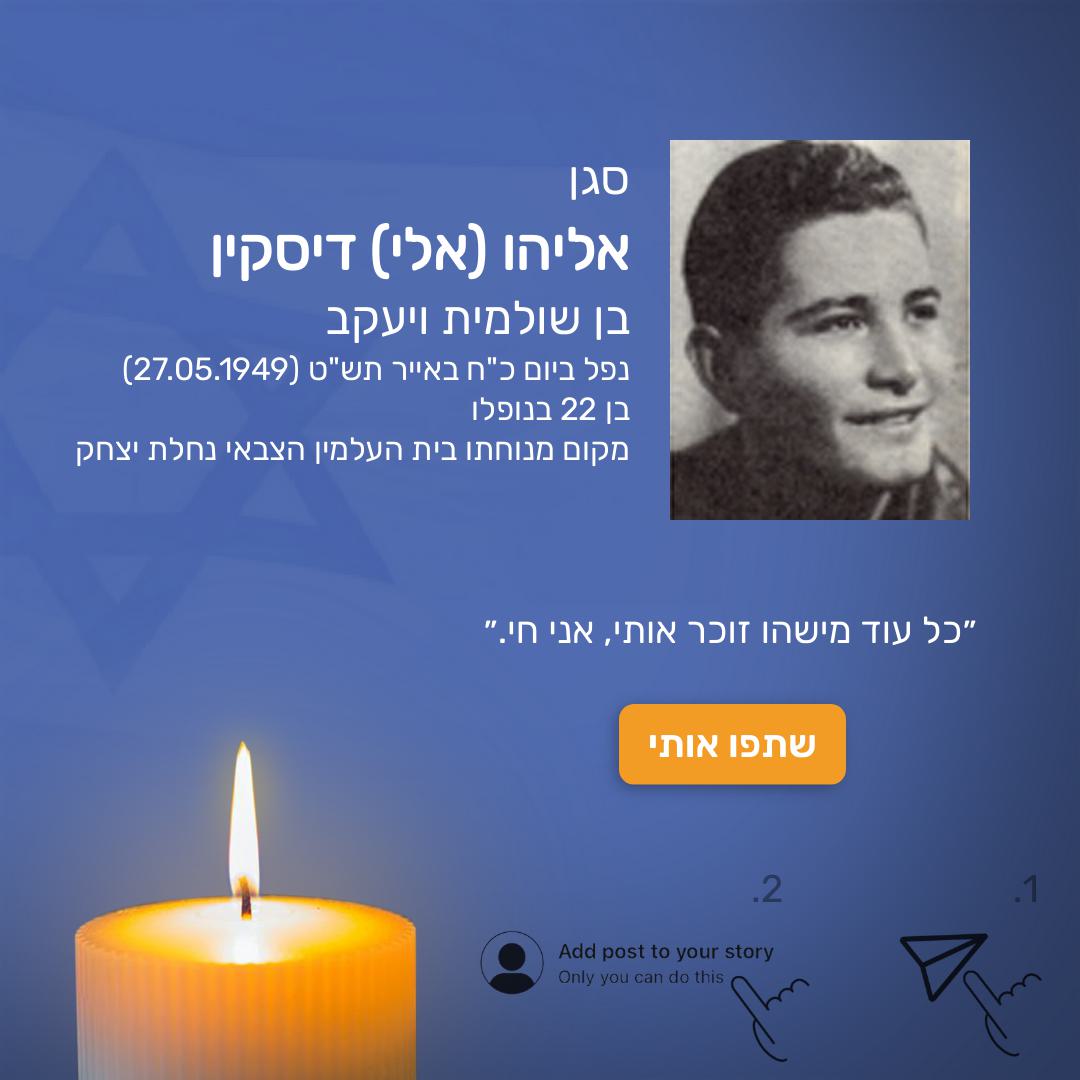 סגן
אליהו (אלי) דיסקין
בן שולמית ויעקב
נפל ביום כ"ח באייר תש"ט (27.05.1949)
בן 22 בנופלו
מקום מנוחתו בית העלמין הצבאי נחלת יצחק
״כל עוד מישהו זוכר אותי, אני חי.״
שתפו אותי
1.
2.
Add post to your story
Only you can do this